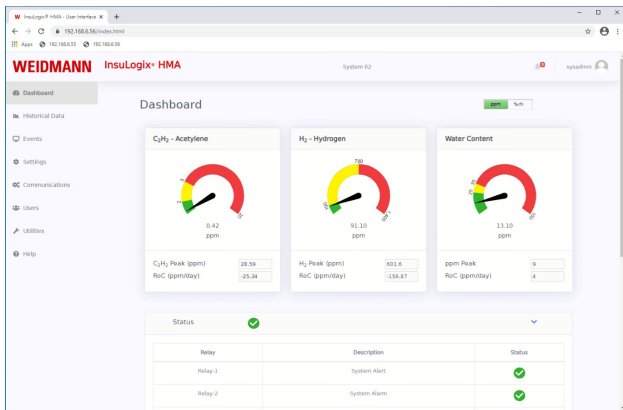 InsuLogix® HMA - User Interface
192.168.6.56/index.html
Apps 192.168.6.55 192.168.6.56
WEIDMANN InsuLogix® HMA System 02 sysadmin
Dashboard
Historical Data
Events
Settings
Communications
Users
Utilities
Help
Dashboard ppm %rh
C₂H₂ - Acetylene
0.42
ppm
C₂H₂ Peak (ppm) 28.59
RoC (ppm/day) -25.34
H₂ - Hydrogen
700
91.10
ppm
H₂ Peak (ppm) 601.6
RoC (ppm/day) -159.87
Water Content
13.10
ppm
ppm Peak 9
RoC (ppm/day) 4
Status
Relay Description Status
Relay-1 System Alert
Relay-2 System Alarm